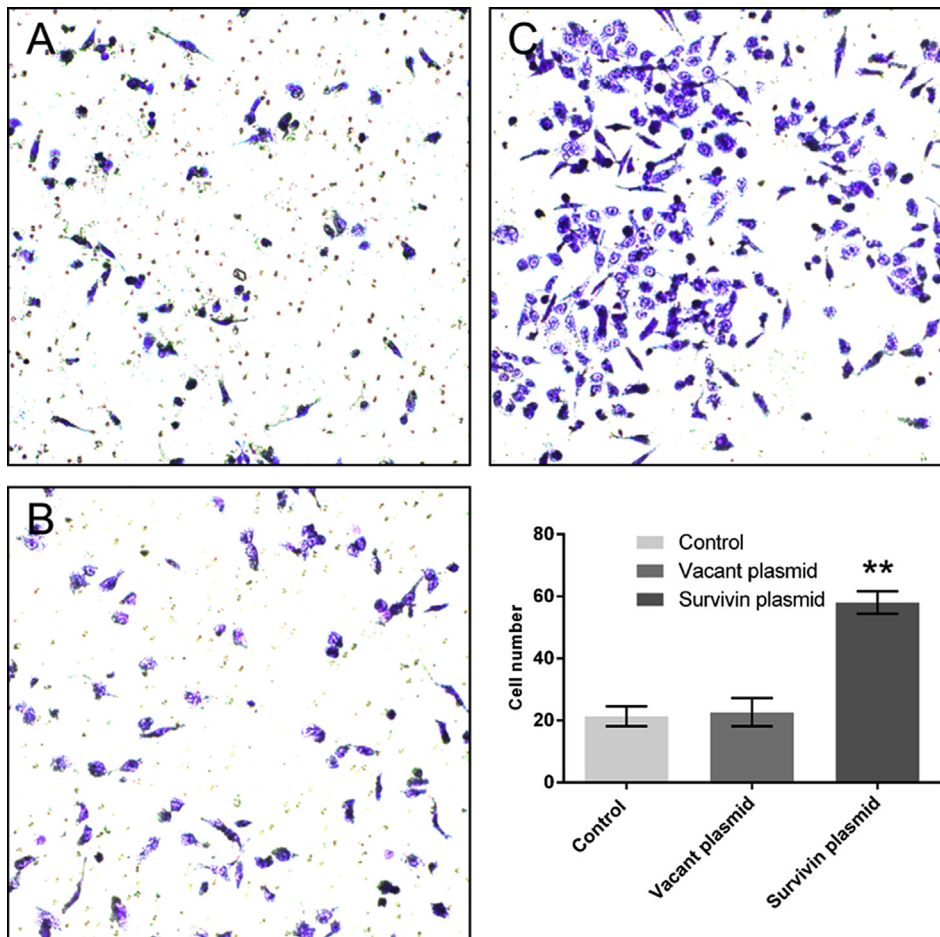 A
C
B
Control
Vacant plasmid
Survivin plasmid
**
80
60
40
20
0
Cell number
Control
Vacant plasmid
Survivin plasmid